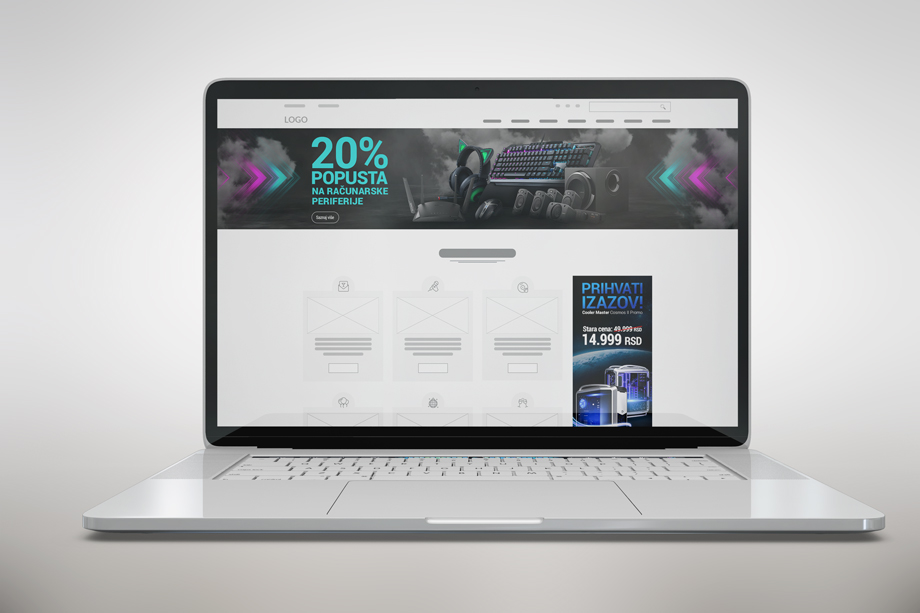 LOGO
20%
POPUSTA
NA RAČUNARSKE
PERIFERIJE
Saznaj više
PRIHVATI
IZAZOV!
Cooler Master Cosmos II Promo
Stara cena: 49.999 RSD
14.999 RSD